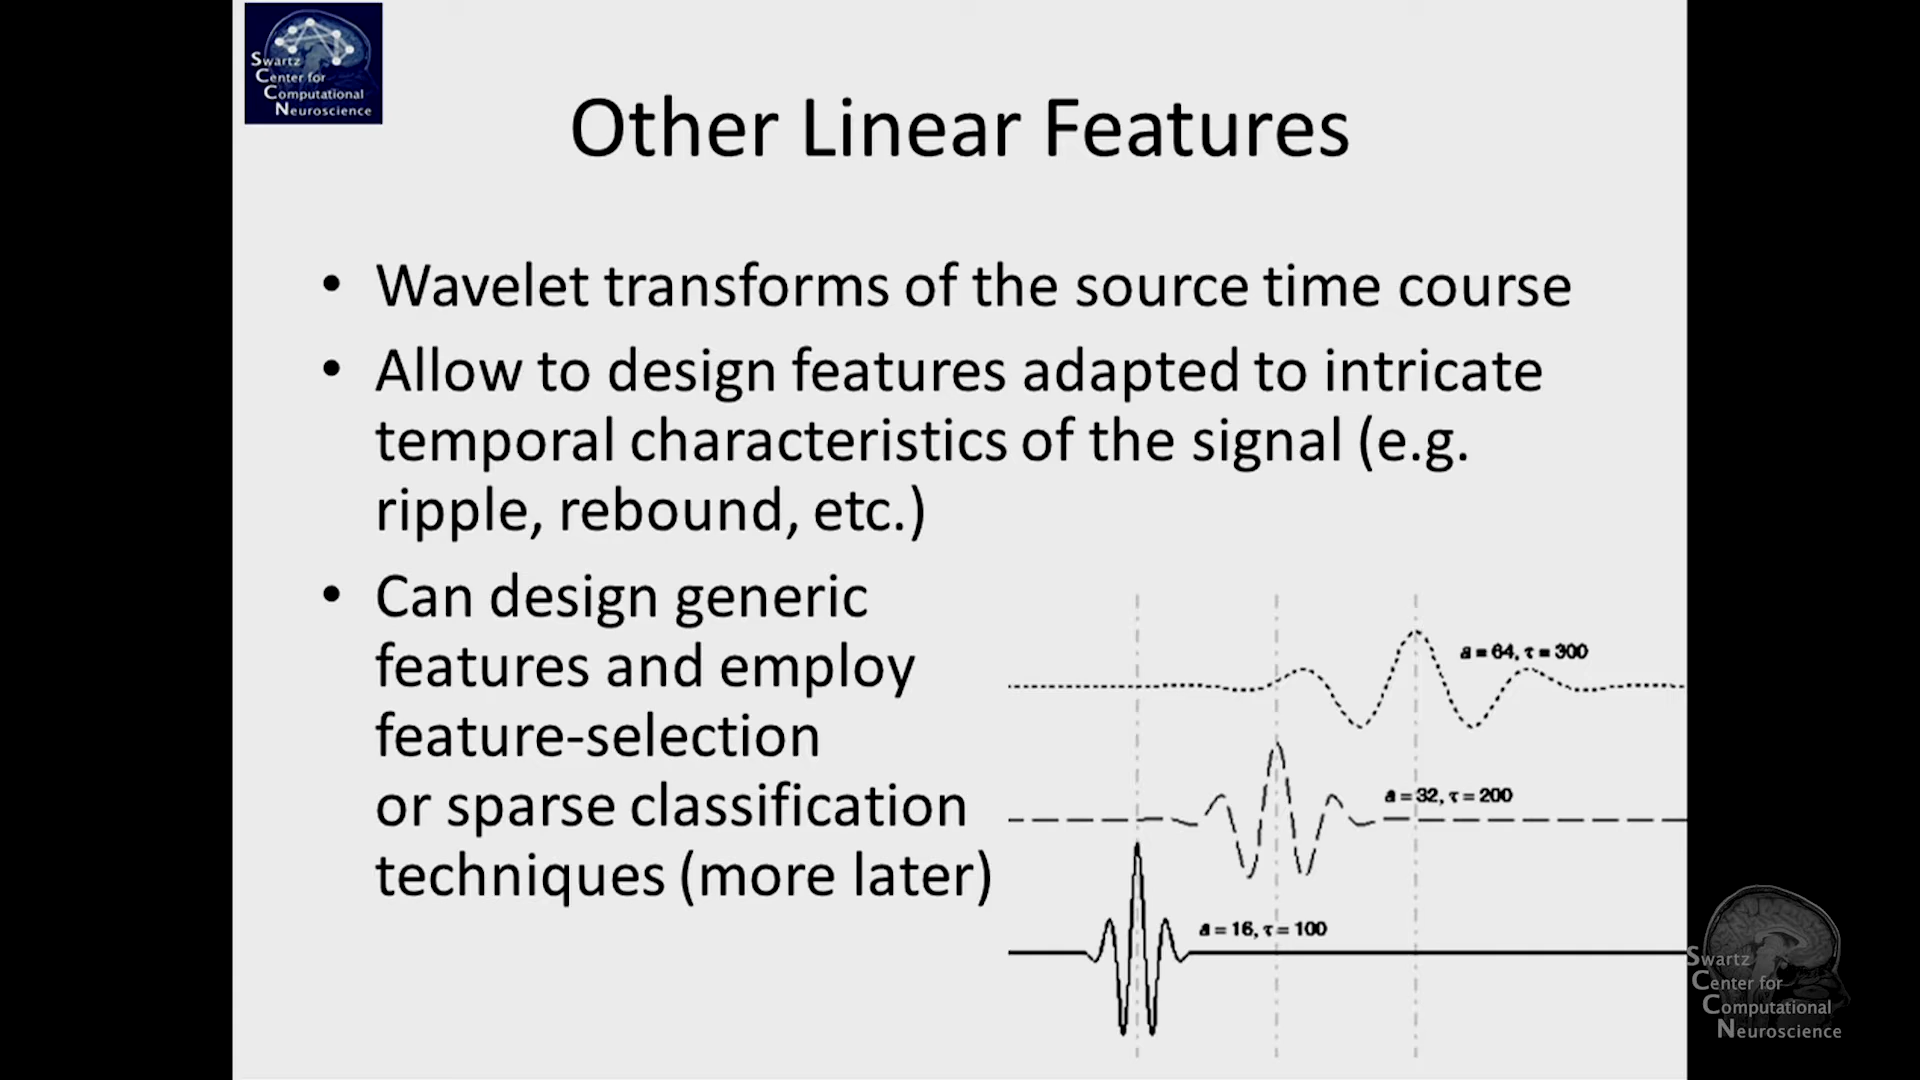 Swartz
Center for
Computational
Neuroscience
Other Linear Features
• Wavelet transforms of the source time course
• Allow to design features adapted to intricate
temporal characteristics of the signal (e.g.
ripple, rebound, etc.)
• Can design generic
features and employ
feature-selection
or sparse classification
techniques (more later)
a = 64, τ = 300
a = 32, τ = 200
a = 16, τ = 100
Swartz
Center for
Computational
Neuroscience